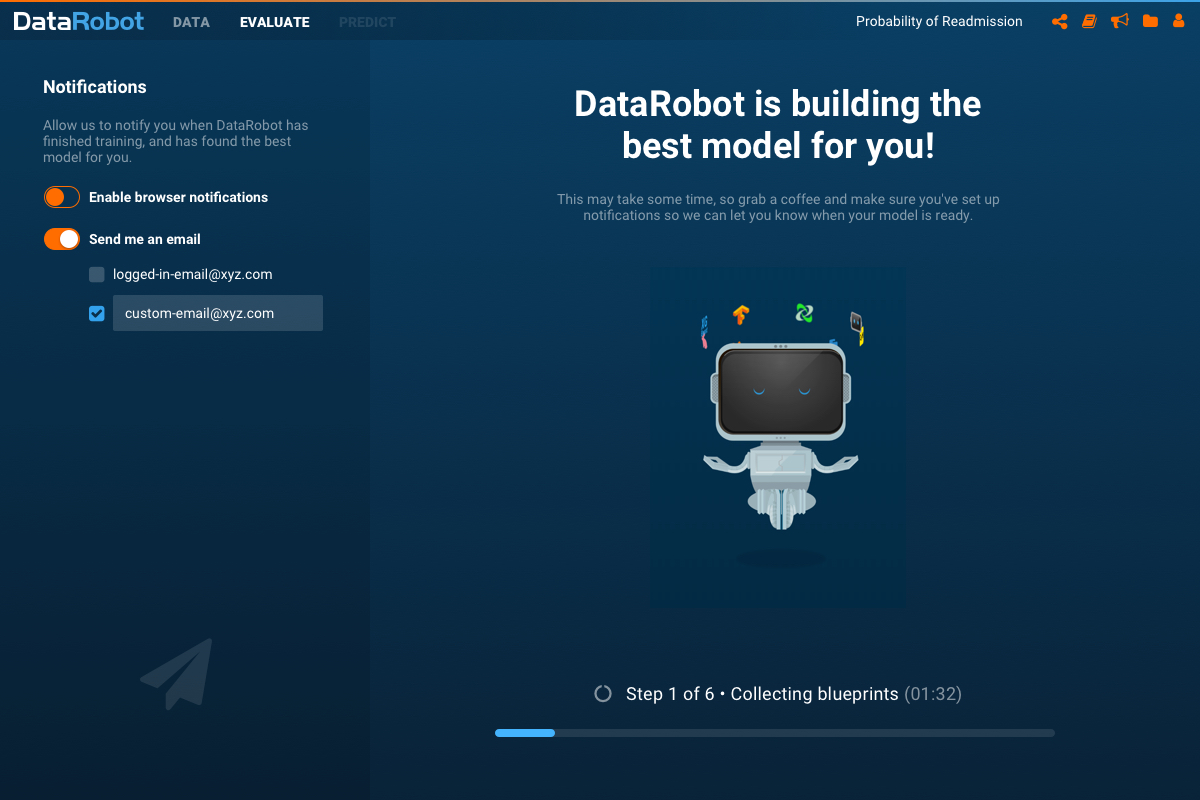 DataRobot DATA EVALUATE PREDICT Probability of Readmission
Notifications
Allow us to notify you when DataRobot has
finished training, and has found the best
model for you.
Enable browser notifications
Send me an email
logged-in-email@xyz.com
custom-email@xyz.com
DataRobot is building the
best model for you!
This may take some time, so grab a coffee and make sure you've set up
notifications so we can let you know when your model is ready.
Step 1 of 6 • Collecting blueprints (01:32)